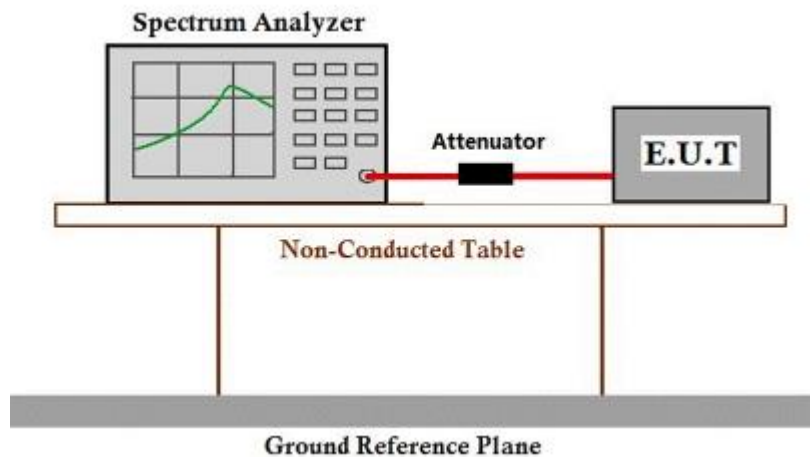 Spectrum Analyzer
Attenuator
E.U.T
Non-Conducted Table
Ground Reference Plane